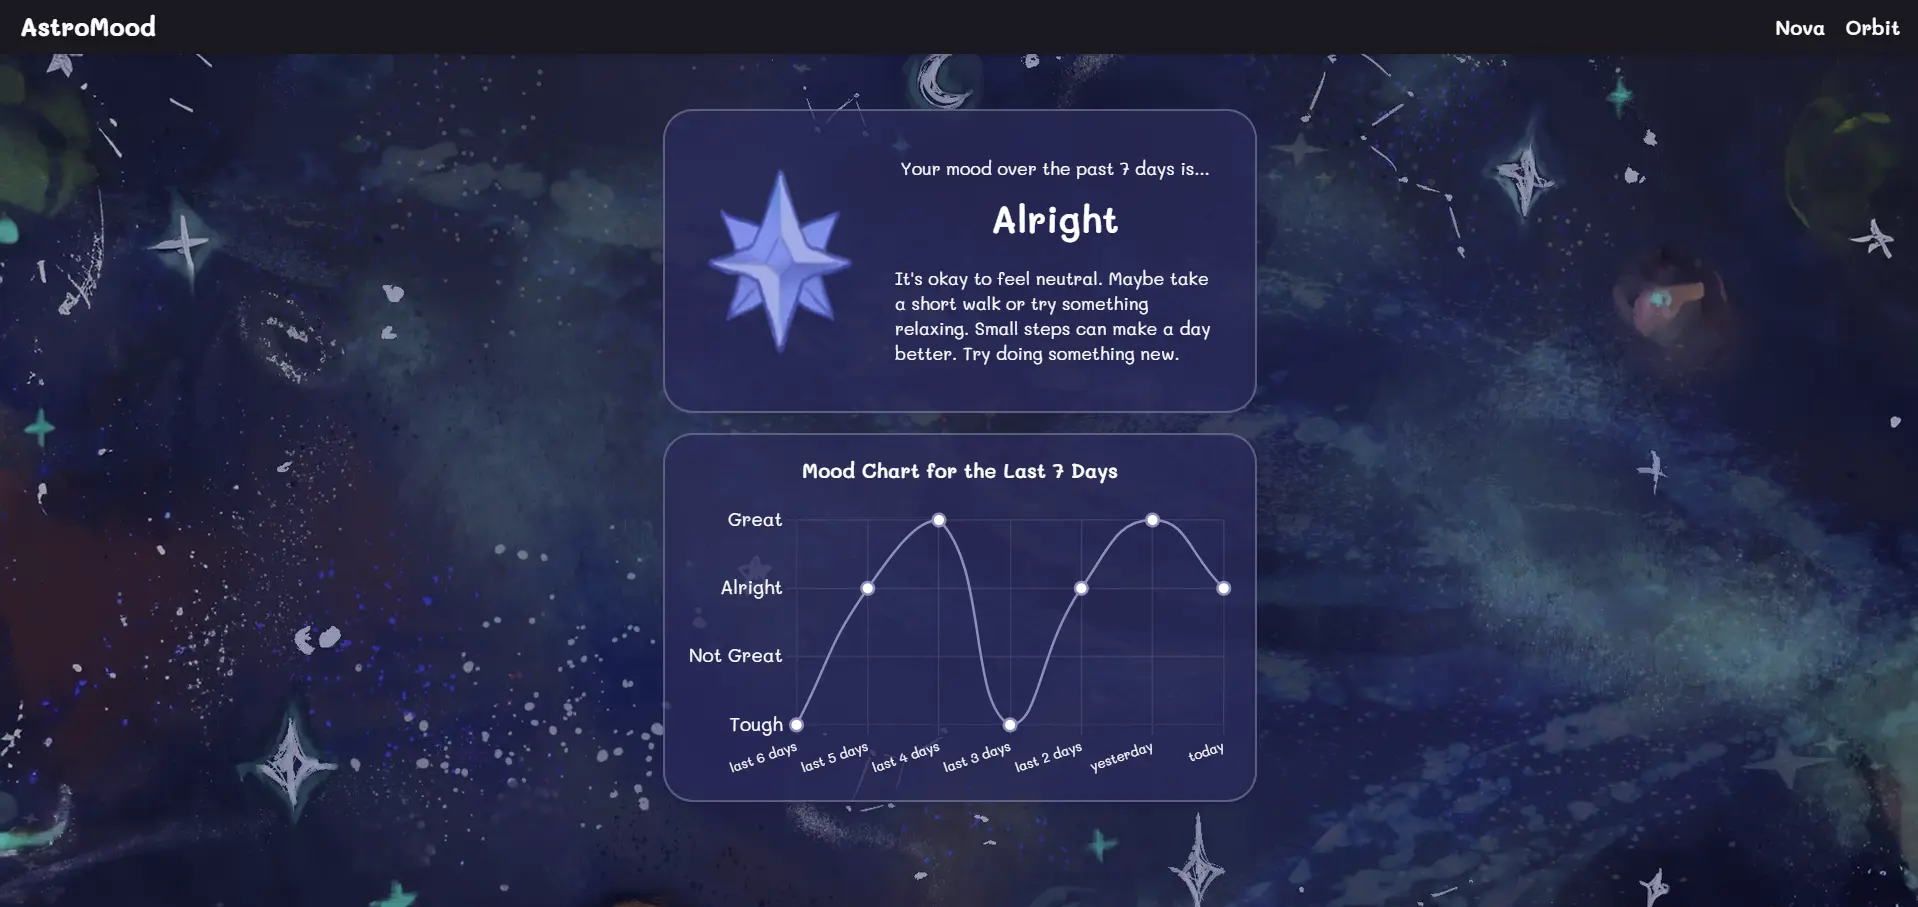 AstroMood
Nova
Orbit
Your mood over the past 7 days is...
Alright
It's okay to feel neutral. Maybe take
a short walk or try something
relaxing. Small steps can make a day
better. Try doing something new.
Mood Chart for the Last 7 Days
Great
Alright
Not Great
Tough
last 6 days
last 5 days
last 4 days
last 3 days
last 2 days
yesterday
today